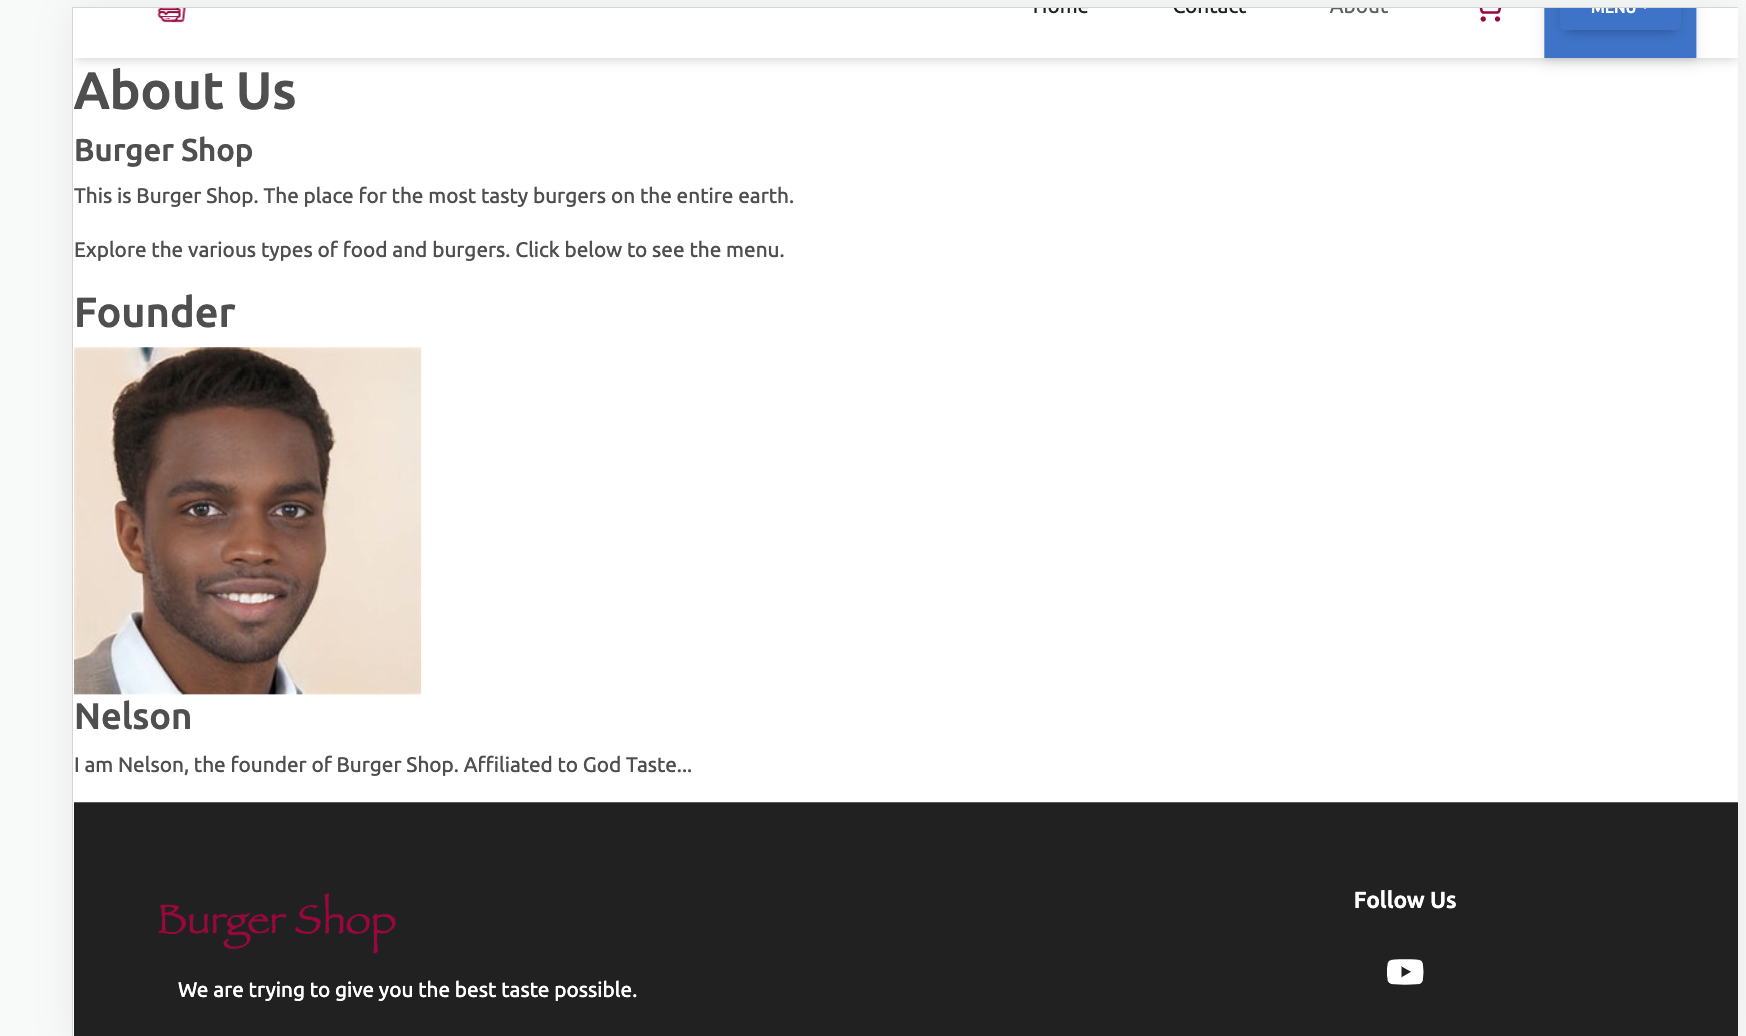 Home Contact About
MENU
About Us
Burger Shop
This is Burger Shop. The place for the most tasty burgers on the entire earth.
Explore the various types of food and burgers. Click below to see the menu.
Founder
Nelson
I am Nelson, the founder of Burger Shop. Affiliated to God Taste...
Burger Shop
We are trying to give you the best taste possible.
Follow Us